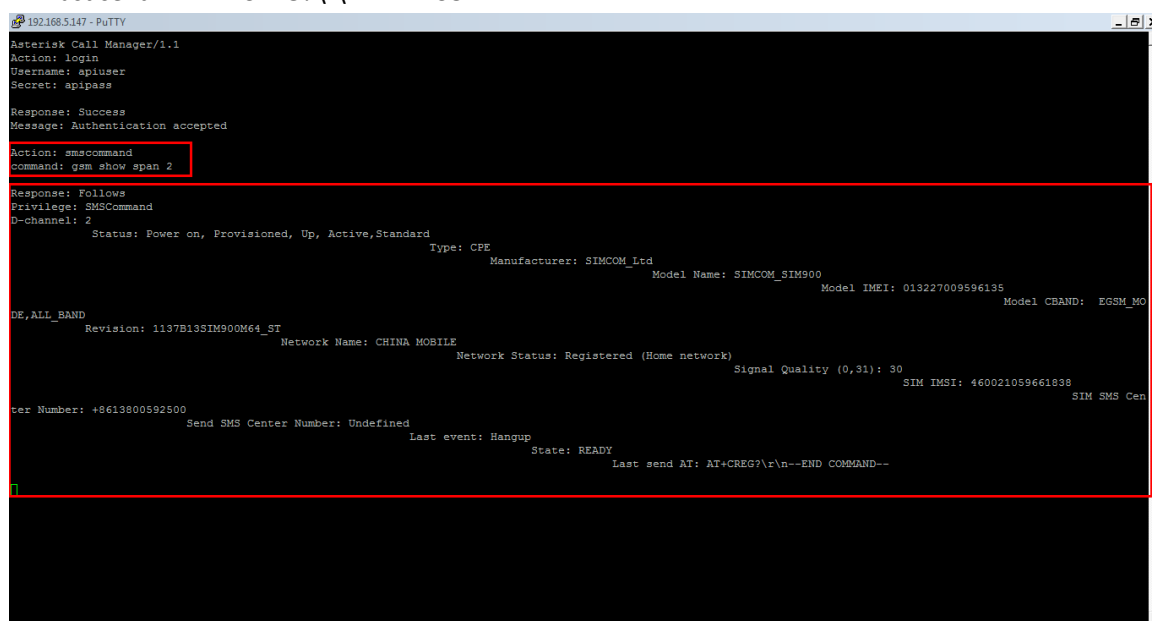 192.168.5.147 - PuTTY
Asterisk Call Manager/1.1
Action: login
Username: apiuser
Secret: apipass
Response: Success
Message: Authentication accepted
Action: smscommand
command: gsm show span 2
Response: Follows
Privilege: SMSCommand
D-channel: 2
Status: Power on, Provisioned, Up, Active,Standard
Type: CPE
Manufacturer: SIMCOM_Ltd
Model Name: SIMCOM_SIM900
Model IMEI: 013227009596135
Model CBAND: EGSM_MO
DE,ALL_BAND
Revision: 1137B13SIM900M64_ST
Network Name: CHINA MOBILE
Network Status: Registered (Home network)
Signal Quality (0,31): 30
SIM IMSI: 460021059661838
SIM SMS Cen
ter Number: +8613800592500
Send SMS Center Number: Undefined
Last event: Hangup
State: READY
Last send AT: AT+CREG?\r\n--END COMMAND--